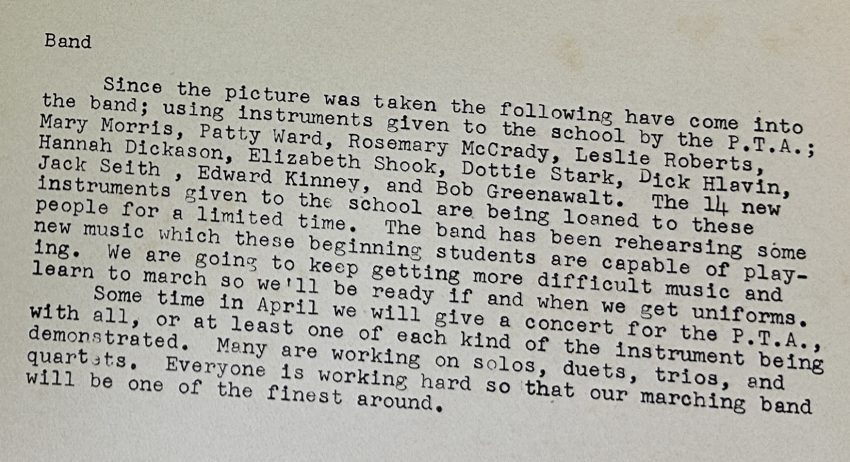 Band
Since the picture was taken the following have come into
the band; using instruments given to the school by the P.T.A.;
Mary Morris, Patty Ward, Rosemary McCrady, Leslie Roberts,
Hannah Dickason, Elizabeth Shook, Dottie Stark, Dick Hlavin,
Jack Seith , Edward Kinney, and Bob Greenawalt. The 14 new
instruments given to the school are being loaned to these
people for a limited time. The band has been rehearsing some
new music which these beginning students are capable of play-
ing. We are going to keep getting more difficult music and
learn to march so we'll be ready if and when we get uniforms.
Some time in April we will give a concert for the P.T.A.,
with all, or at least one of each kind of the instrument being
demonstrated. Many are working on solos, duets, trios, and
quartets. Everyone is working hard so that our marching band
will be one of the finest around.